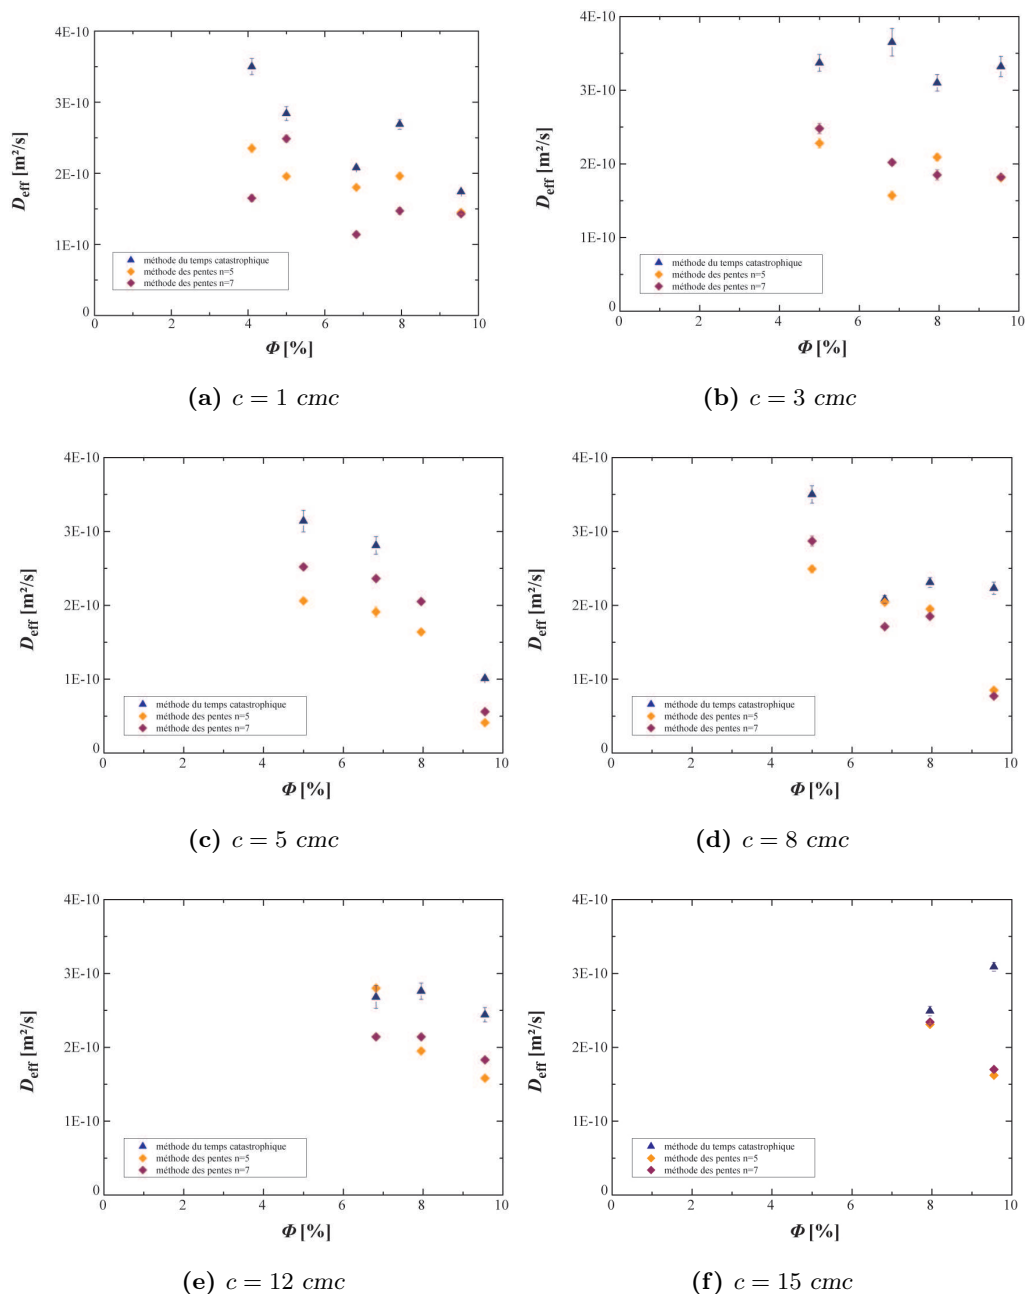 4E-10
3E-10
2E-10
1E-10
0
D_eff [m²/s]
méthode du temps catastrophique
méthode des pentes n=5
méthode des pentes n=7
0 2 4 6 8 10
Φ [%]
(a) c = 1 cmc
4E-10
3E-10
2E-10
1E-10
0
D_eff [m²/s]
méthode du temps catastrophique
méthode des pentes n=5
méthode des pentes n=7
0 2 4 6 8 10
Φ [%]
(b) c = 3 cmc
4E-10
3E-10
2E-10
1E-10
0
D_eff [m²/s]
méthode du temps catastrophique
méthode des pentes n=5
méthode des pentes n=7
0 2 4 6 8 10
Φ [%]
(c) c = 5 cmc
4E-10
3E-10
2E-10
1E-10
0
D_eff [m²/s]
méthode du temps catastrophique
méthode des pentes n=5
méthode des pentes n=7
0 2 4 6 8 10
Φ [%]
(d) c = 8 cmc
4E-10
3E-10
2E-10
1E-10
0
D_eff [m²/s]
méthode du temps catastrophique
méthode des pentes n=5
méthode des pentes n=7
0 2 4 6 8 10
Φ [%]
(e) c = 12 cmc
4E-10
3E-10
2E-10
1E-10
0
D_eff [m²/s]
méthode du temps catastrophique
méthode des pentes n=5
méthode des pentes n=7
0 2 4 6 8 10
Φ [%]
(f) c = 15 cmc